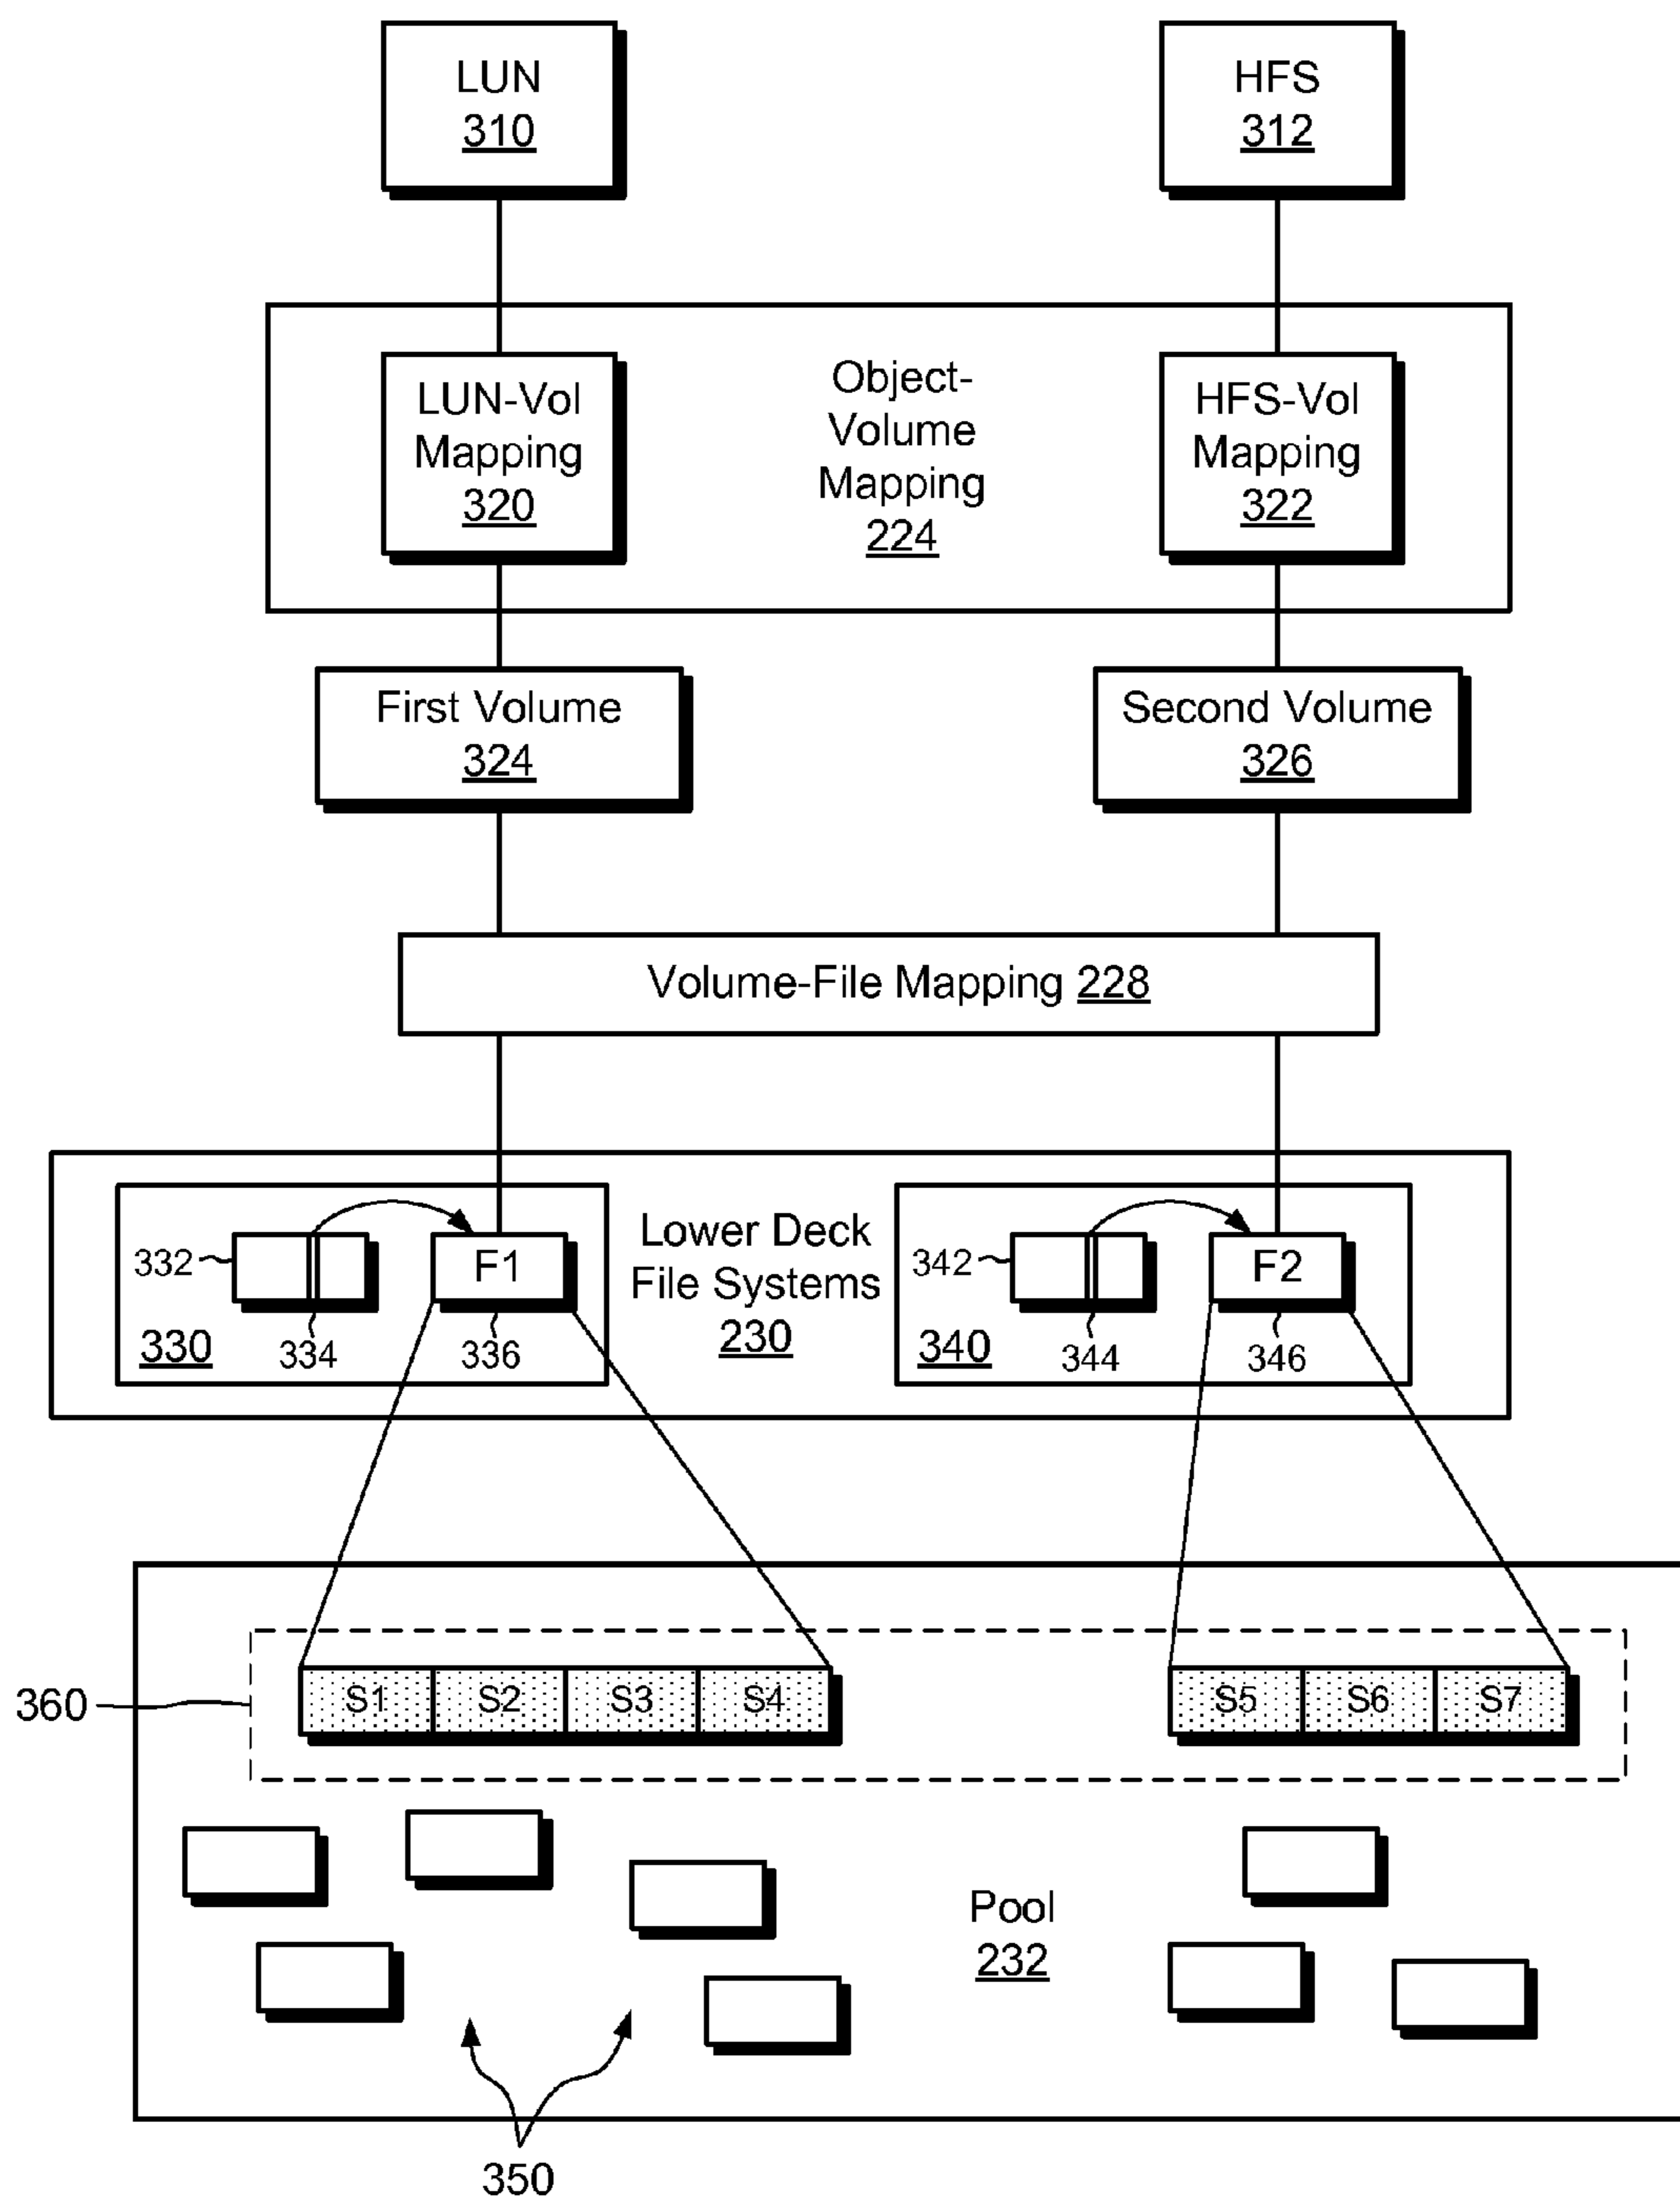 LUN
310
HFS
312
LUN-Vol
Mapping
320
Object-
Volume
Mapping
224
HFS-Vol
Mapping
322
First Volume
324
Second Volume
326
Volume-File Mapping 228
332
334
F1
336
330
Lower Deck
File Systems
230
342
344
F2
346
340
360
S1 S2 S3 S4
S5 S6 S7
Pool
232
350